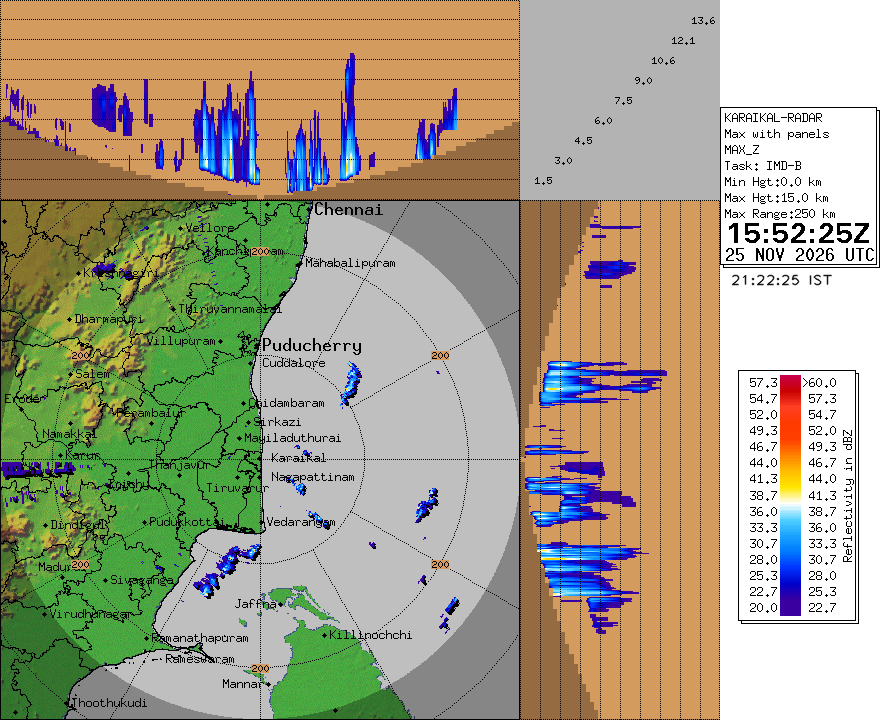 13.6
12.1
10.6
9.0
7.5
6.0
4.5
3.0
1.5
KARAIKAL-RADAR
Max with panels
MAX_Z
Task: IMD-B
Min Hgt:0.0 km
Max Hgt:15.0 km
Max Range:250 km
15:52:25Z
25 NOV 2026 UTC
21:22:25 IST
Chennai
Vellore
200
Mahabalipuram
Dharmapuri
Thiruvannamalai
Villupuram
Puducherry
200
200
Cuddalore
Salem
Chidambaram
Perambalur
Sirkazi
Namakkal
Mayiladuthurai
Karur
Karaikal
Thanjavur
Nagapattinam
Tiruvarur
Pudukkottai
Vedaranyam
Dindigul
200
200
Sivaganga
Jaffna
Virudhunagar
Ramanathapuram
Killinochchi
Rameswaram
200
Mannar
Thoothukudi
57.3 >60.0
54.7 57.3
52.0 54.7
49.3 52.0
46.7 49.3
44.0 46.7
41.3 44.0
38.7 41.3
36.0 38.7
33.3 36.0
30.7 33.3
28.0 30.7
25.3 28.0
22.7 25.3
20.0 22.7
Reflectivity in dBZ